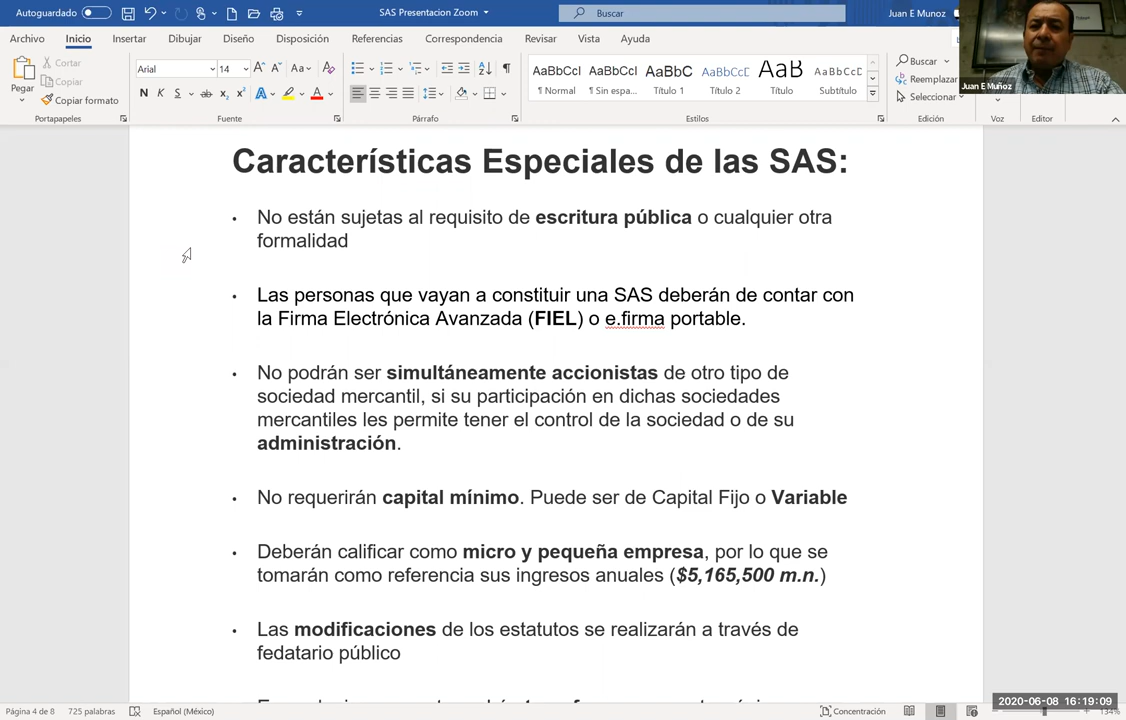 Autoguardado
SAS Presentacion Zoom
Buscar
Juan E Munoz
Archivo Inicio Insertar Dibujar Diseño Disposición Referencias Correspondencia Revisar Vista Ayuda
Pegar
Cortar
Copiar
Copiar formato
Portapapeles
Arial 14
N K S ab x₂ x²
Fuente
Párrafo
AaBbCcI AaBbCcI AaBbC AaBbCcD AaB AaBbCcD
¶ Normal ¶ Sin espa... Título 1 Título 2 Título Subtítulo
Estilos
Buscar
Reemplazar
Seleccionar
Edición
Voz
Editor
Juan E Muñoz
Características Especiales de las SAS:
• No están sujetas al requisito de escritura pública o cualquier otra
formalidad
• Las personas que vayan a constituir una SAS deberán de contar con
la Firma Electrónica Avanzada (FIEL) o e.firma portable.
• No podrán ser simultáneamente accionistas de otro tipo de
sociedad mercantil, si su participación en dichas sociedades
mercantiles les permite tener el control de la sociedad o de su
administración.
• No requerirán capital mínimo. Puede ser de Capital Fijo o Variable
• Deberán calificar como micro y pequeña empresa, por lo que se
tomarán como referencia sus ingresos anuales ($5,165,500 m.n.)
• Las modificaciones de los estatutos se realizarán a través de
fedatario público
Página 4 de 8 725 palabras Español (México)
Concentración
134%
2020-06-08 16:19:09